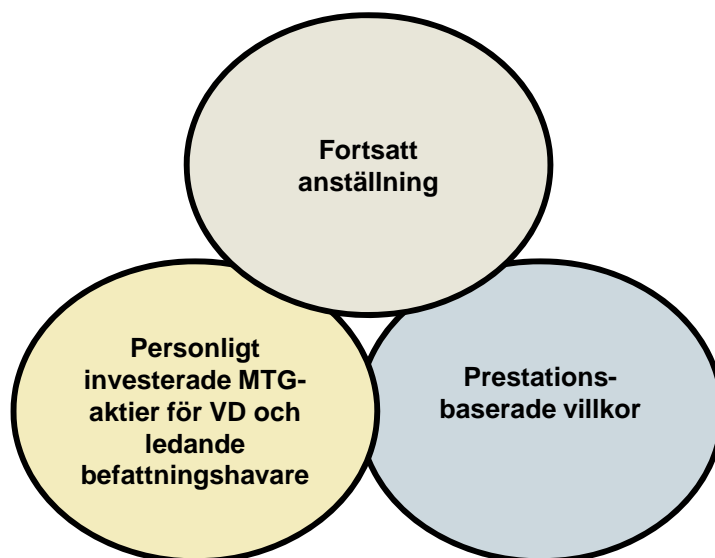 Fortsatt
anställning
Personligt
investerade MTG-
aktier för VD och
ledande
befattningshavare
Prestations-
baserade villkor